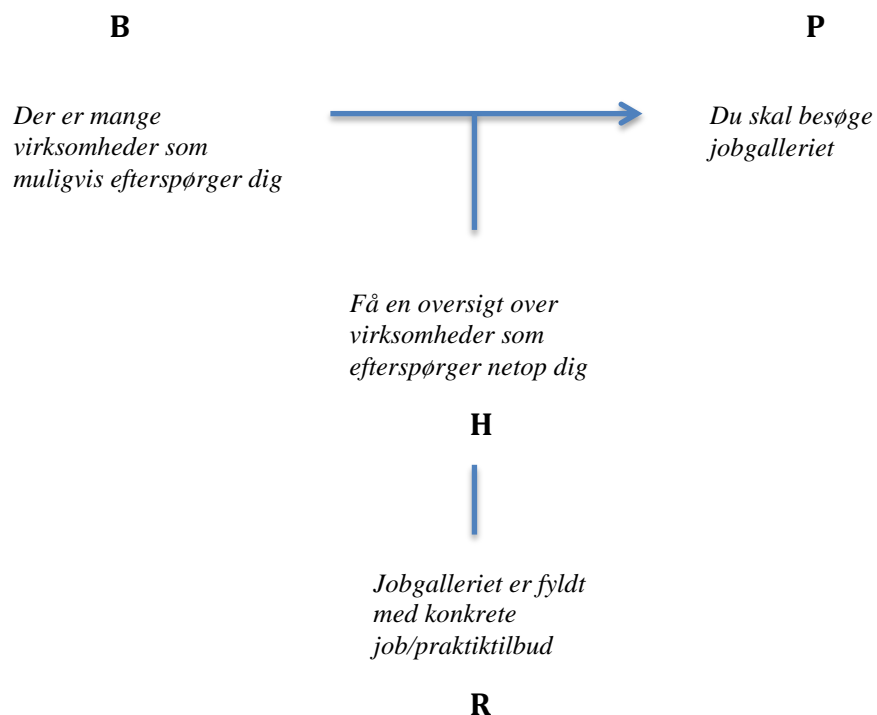 B
P
Der er mange
virksomheder som
muligvis efterspørger dig
Du skal besøge
jobgalleriet
Få en oversigt over
virksomheder som
efterspørger netop dig
H
Jobgalleriet er fyldt
med konkrete
job/praktiktilbud
R